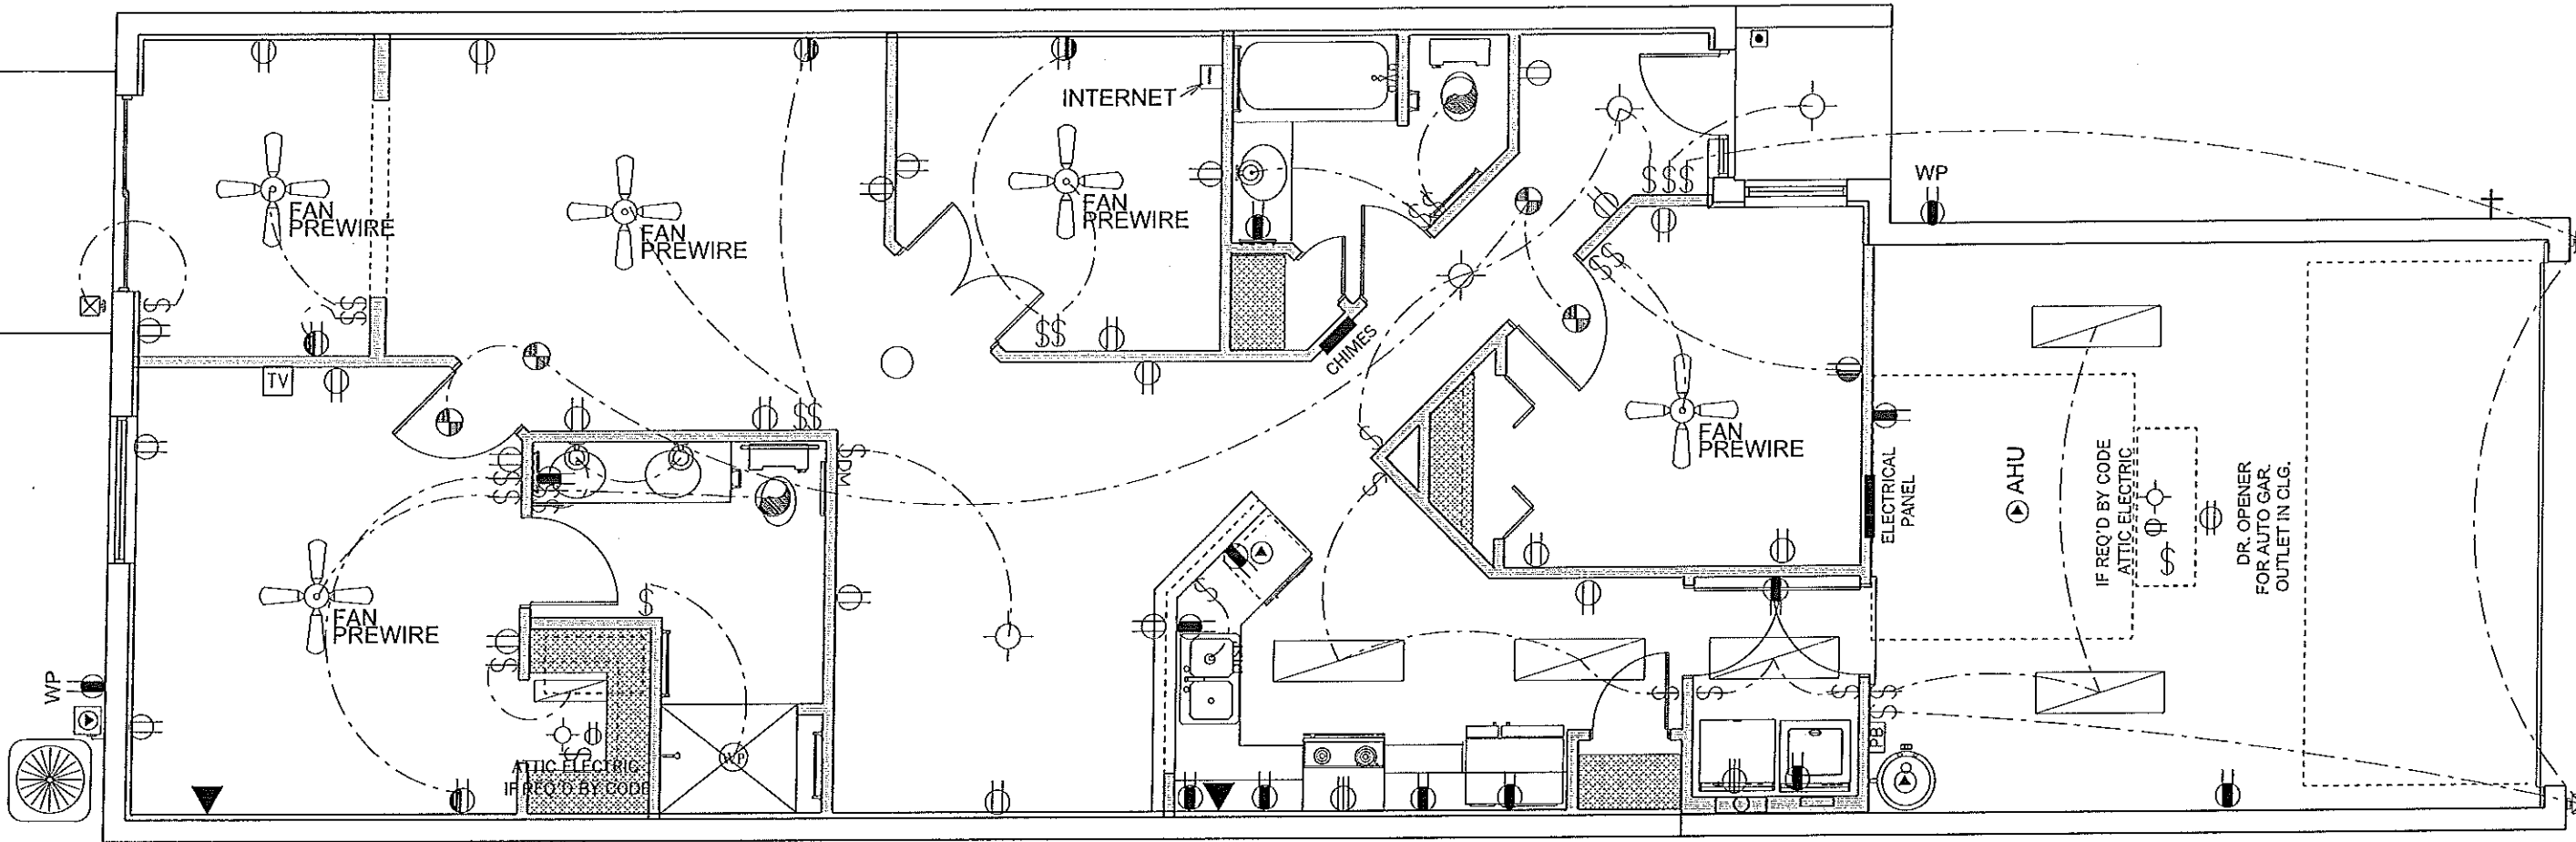 INTERNET
FAN
PREWIRE
FAN
PREWIRE
FAN
PREWIRE
WP
CHIMES
TV
FAN
PREWIRE
DM
ELECTRICAL
PANEL
AHU
IF REQ'D BY CODE
ATTIC ELECTRIC
DR. OPENER
FOR AUTO GAR.
OUTLET IN CLG.
FAN
PREWIRE
WP
DISP
PB
WP
ATTIC ELECTRIC
IF REQ'D BY CODE